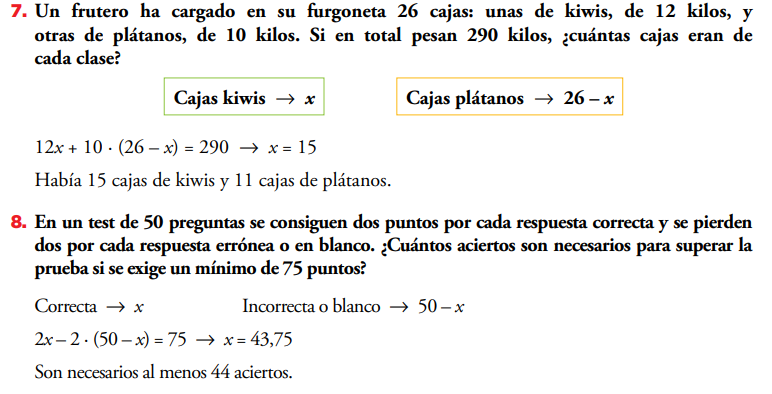 7. Un frutero ha cargado en su furgoneta 26 cajas: unas de kiwis, de 12 kilos, y
otras de plátanos, de 10 kilos. Si en total pesan 290 kilos, ¿cuántas cajas eran de
cada clase?
Cajas kiwis → x
Cajas plátanos → 26 – x
12x + 10 · (26 – x) = 290 → x = 15
Había 15 cajas de kiwis y 11 cajas de plátanos.
8. En un test de 50 preguntas se consiguen dos puntos por cada respuesta correcta y se pierden
dos por cada respuesta errónea o en blanco. ¿Cuántos aciertos son necesarios para superar la
prueba si se exige un mínimo de 75 puntos?
Correcta → x Incorrecta o blanco → 50 – x
2x – 2 · (50 – x) = 75 → x = 43,75
Son necesarios al menos 44 aciertos.